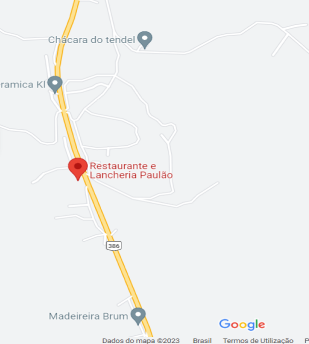 Chácara do tendel
ramica Kl
Restaurante e
Lancheria Paulão
386
Madeireira Brum
Google
Dados do mapa ©2023 Brasil Termos de Utilização P